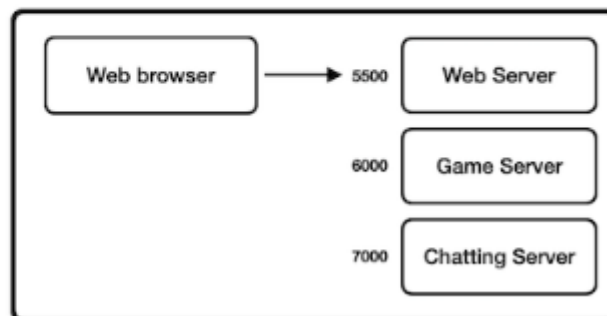 Web browser
5500
Web Server
6000
Game Server
7000
Chatting Server